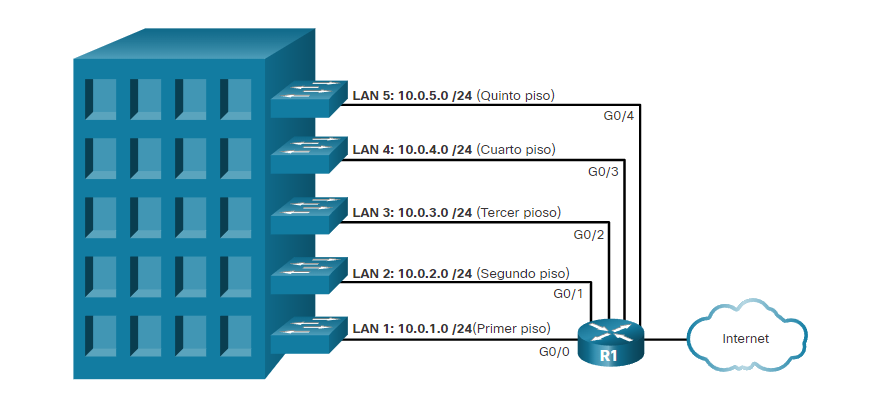 LAN 5: 10.0.5.0 /24 (Quinto piso)
G0/4
LAN 4: 10.0.4.0 /24 (Cuarto piso)
G0/3
LAN 3: 10.0.3.0 /24 (Tercer pioso)
G0/2
LAN 2: 10.0.2.0 /24 (Segundo piso)
G0/1
LAN 1: 10.0.1.0 /24(Primer piso)
G0/0
R1
Internet